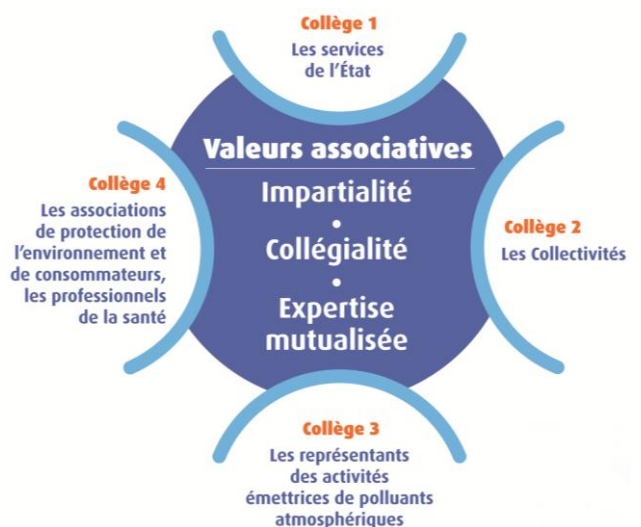 Collège 1
Les services
de l'État
Valeurs associatives
Impartialité
•
Collégialité
•
Expertise
mutualisée
Collège 4
Les associations
de protection de
l'environnement et
de consommateurs,
les professionnels
de la santé
Collège 2
Les Collectivités
Collège 3
Les représentants
des activités
émettrices de polluants
atmosphériques